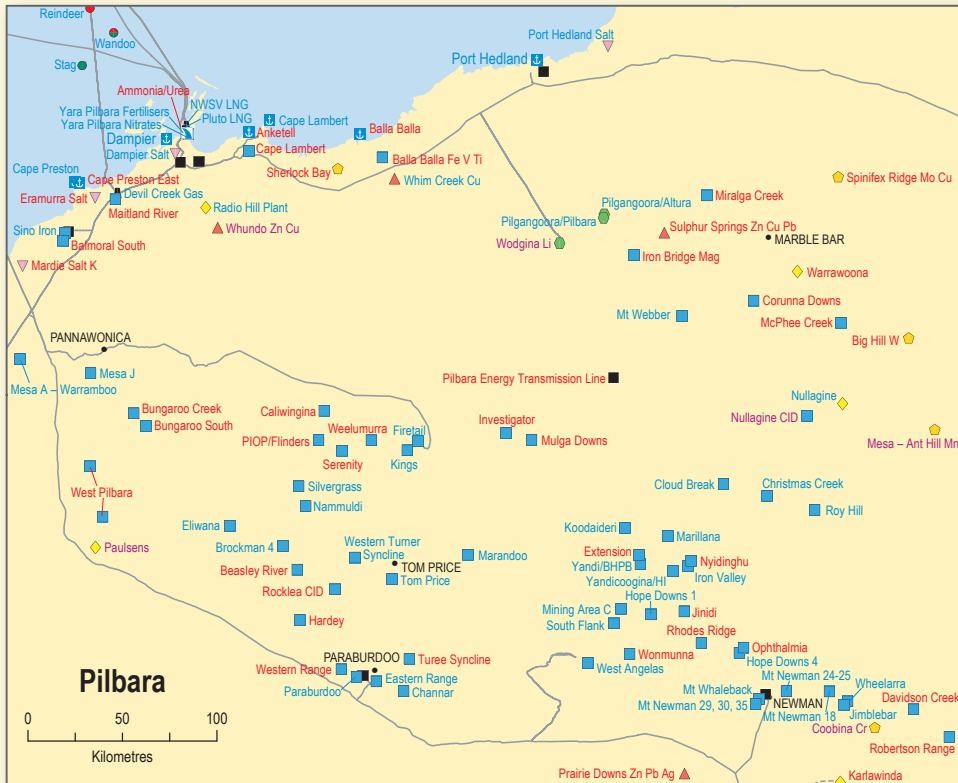 Reindeer
Wandoo
Stag
Port Hedland Salt
Port Hedland
Ammonia/Urea
NWSV LNG
Yara Pilbara Fertilisers
Pluto LNG
Yara Pilbara Nitrates
Cape Lambert
Dampier
Anketell
Balla Balla
Dampier Salt
Cape Lambert
Balla Balla Fe V Ti
Cape Preston
Sherlock Bay
Whim Creek Cu
Spinifex Ridge Mo Cu
Cape Preston East
Devil Creek Gas
Eramurra Salt
Maitland River
Radio Hill Plant
Pilgangoora/Altura
Miralga Creek
Pilgangoora/Pilbara
Sino Iron
Whundo Zn Cu
Sulphur Springs Zn Cu Pb
Balmoral South
Wodgina Li
MARBLE BAR
Mardie Salt K
Iron Bridge Mag
Warrawoona
Corunna Downs
Mt Webber
McPhee Creek
PANNAWONICA
Big Hill W
Mesa J
Mesa A – Warramboo
Pilbara Energy Transmission Line
Nullagine
Bungaroo Creek
Caliwingina
Investigator
Nullagine CID
Bungaroo South
Weelumurra
Firetail
PIOP/Flinders
Mulga Downs
Mesa – Ant Hill Mn
Serenity
Kings
West Pilbara
Silvergrass
Cloud Break
Christmas Creek
Nammuldi
Roy Hill
Eliwana
Koodaideri
Marillana
Paulsens
Brockman 4
Western Turner
Syncline
Marandoo
Extension
Nyidinghu
Beasley River
TOM PRICE
Yandi/BHPB
Iron Valley
Tom Price
Yandicoogina/HI
Rocklea CID
Hope Downs 1
Mining Area C
Jinidi
Hardey
South Flank
Rhodes Ridge
PARABURDOO
Turee Syncline
Wonmunna
Ophthalmia
Western Range
West Angelas
Hope Downs 4
Pilbara
Paraburdoo
Eastern Range
Mt Newman 24-25
Channar
Mt Whaleback
Wheelarra
NEWMAN
Davidson Creek
Mt Newman 29, 30, 35
Mt Newman 18
Jimblebar
0 50 100
Coobina Cr
Kilometres
Robertson Range
Prairie Downs Zn Pb Ag
Karlawinda